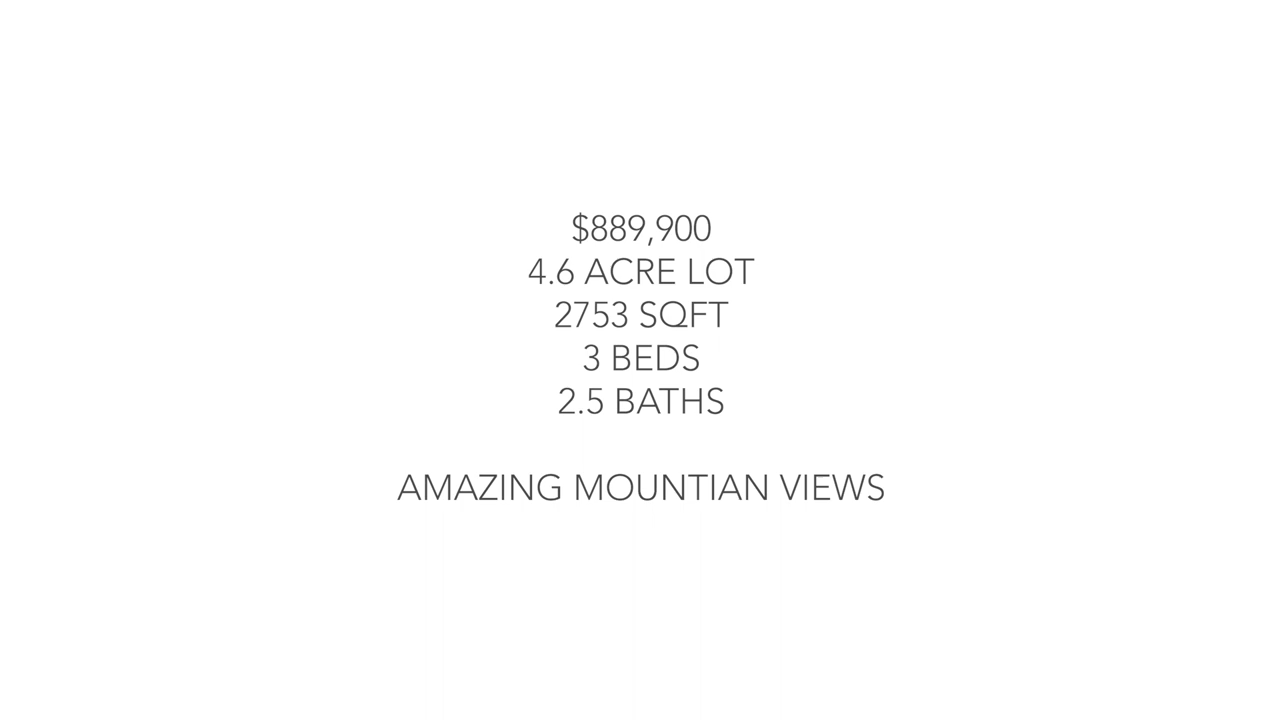 $889,900
4.6 ACRE LOT
2753 SQFT
3 BEDS
2.5 BATHS
AMAZING MOUNTIAN VIEWS